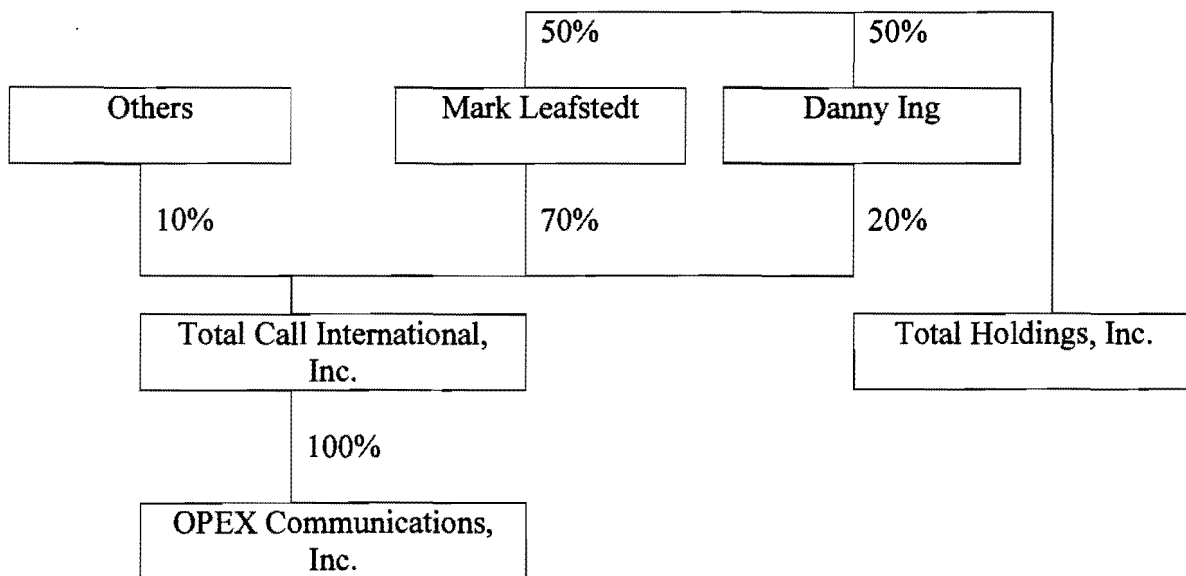 50% 50%
Others Mark Leafstedt Danny Ing
10% 70% 20%
Total Call International, Total Holdings, Inc.
Inc.
100%
OPEX Communications,
Inc.